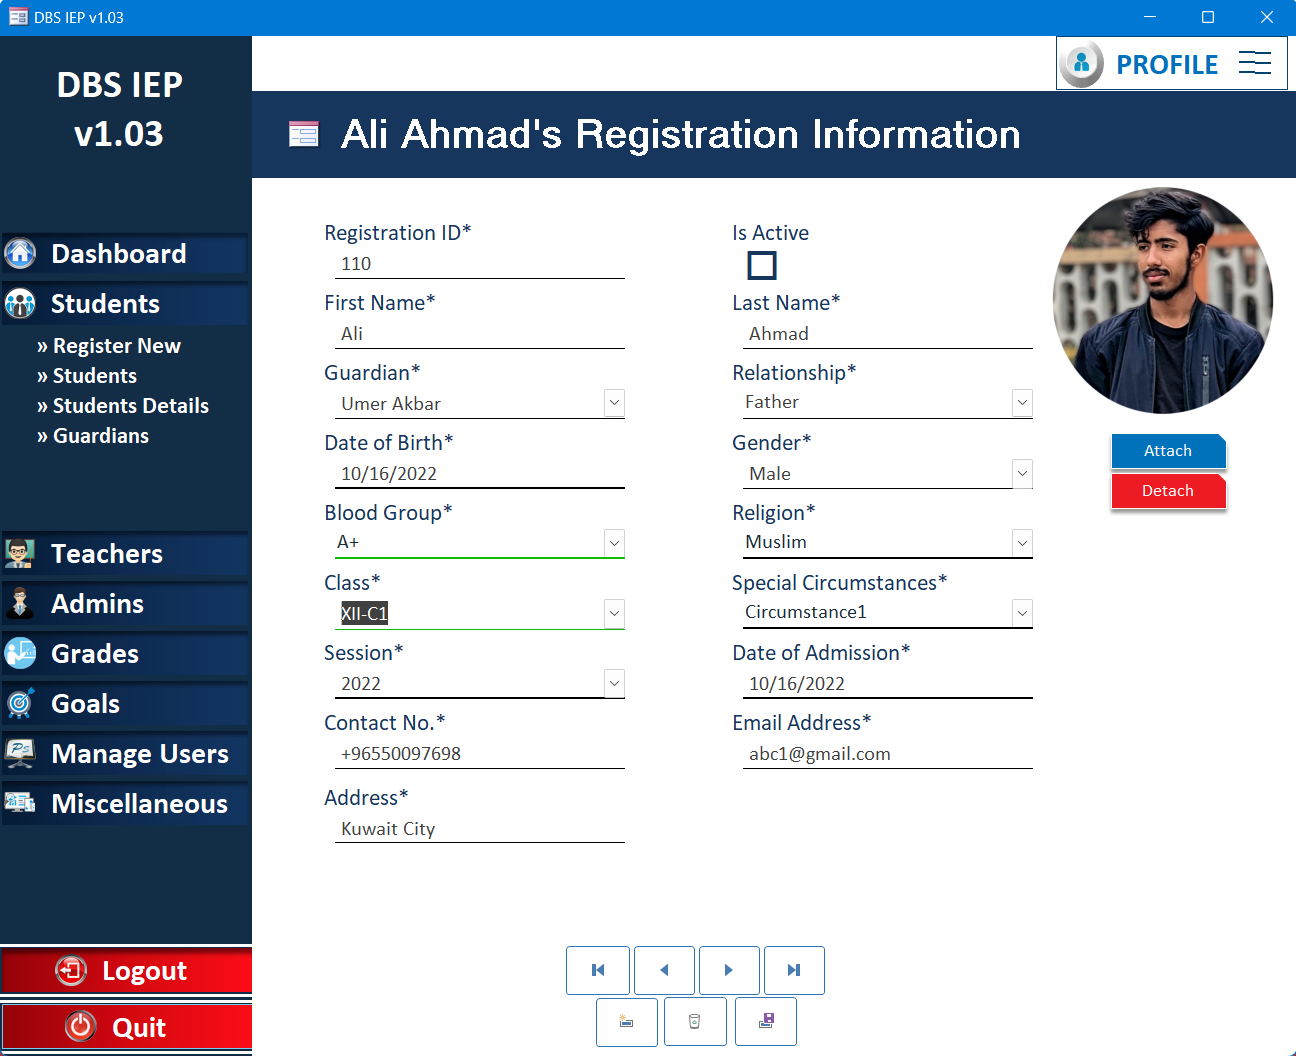 DBS IEP v1.03
DBS IEP
v1.03
PROFILE
Ali Ahmad's Registration Information
Dashboard
Students
» Register New
» Students
» Students Details
» Guardians
Teachers
Admins
Grades
Goals
Manage Users
Miscellaneous
Logout
Quit
Registration ID*
110
Is Active
First Name*
Ali
Last Name*
Ahmad
Guardian*
Umer Akbar
Relationship*
Father
Date of Birth*
10/16/2022
Gender*
Male
Blood Group*
A+
Religion*
Muslim
Class*
XII-C1
Special Circumstances*
Circumstance1
Session*
2022
Date of Admission*
10/16/2022
Contact No.*
+96550097698
Email Address*
abc1@gmail.com
Address*
Kuwait City
Attach
Detach